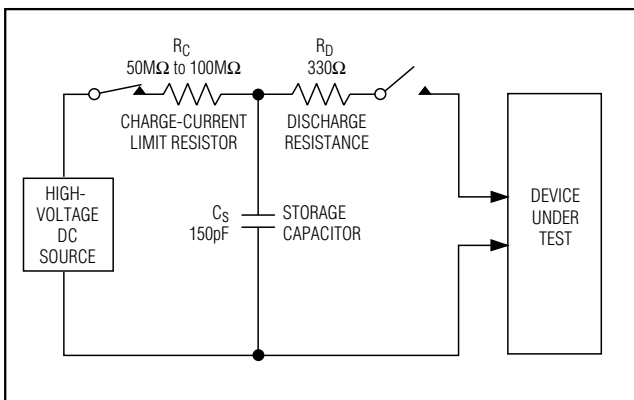 R_C
50MΩ to 100MΩ
CHARGE-CURRENT
LIMIT RESISTOR
R_D
330Ω
DISCHARGE
RESISTANCE
HIGH-
VOLTAGE
DC
SOURCE
C_S
150pF
STORAGE
CAPACITOR
DEVICE
UNDER
TEST